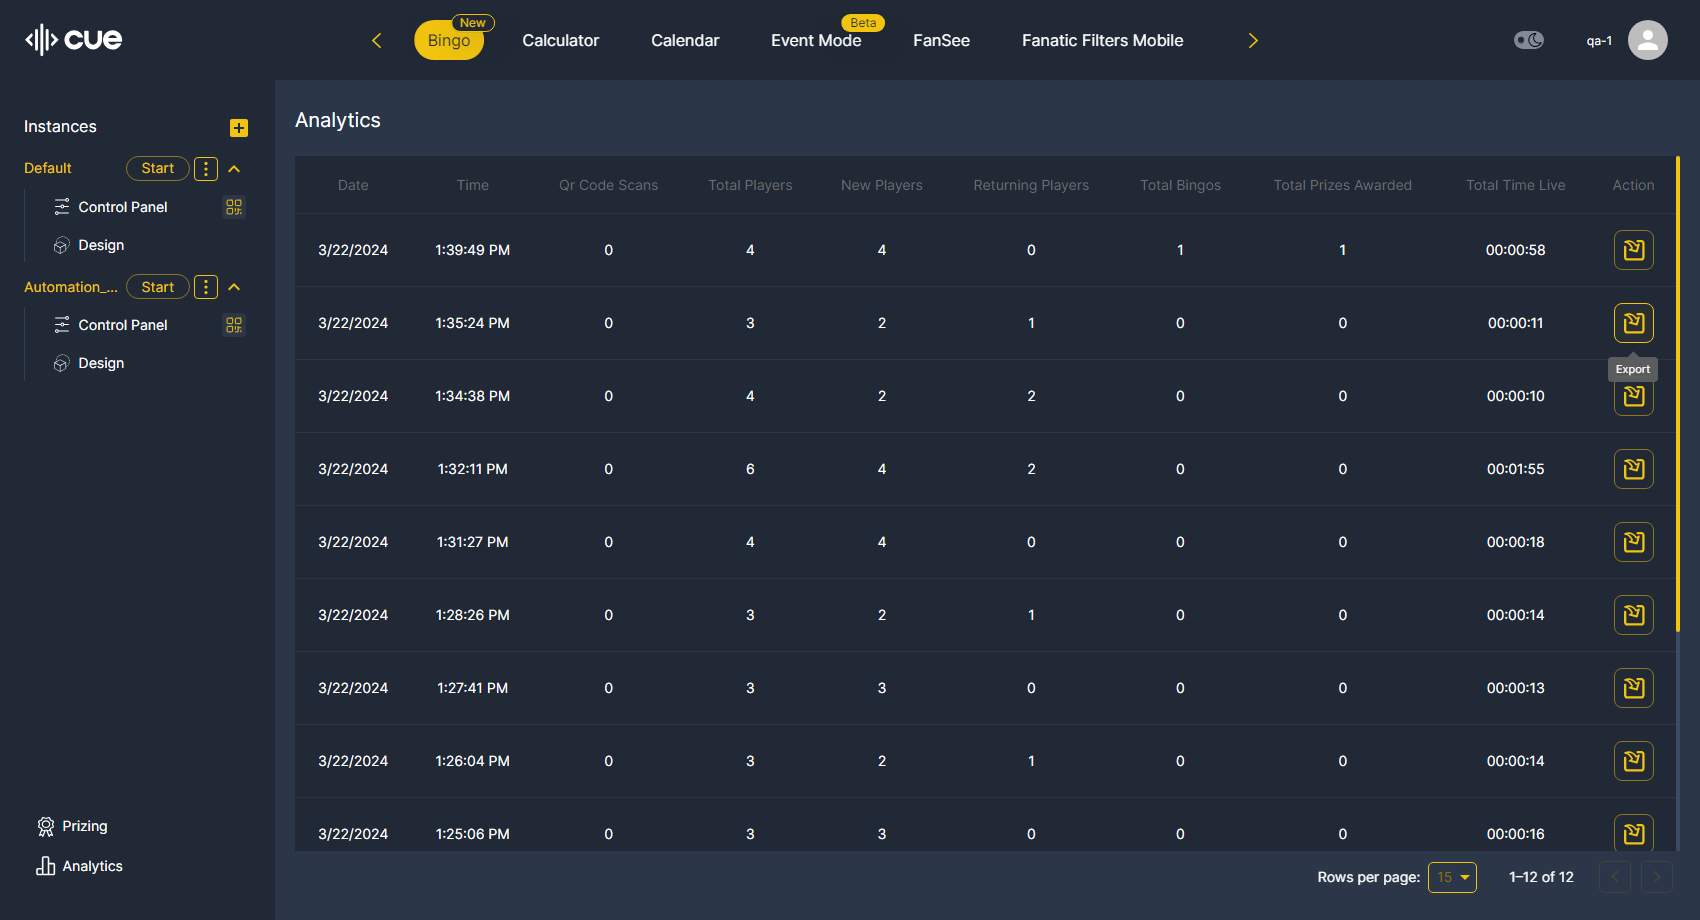 cue
Bingo
New
Calculator
Calendar
Event Mode
Beta
FanSee
Fanatic Filters Mobile
qa-1
Instances
Default
Start
Control Panel
Design
Automation_...
Start
Control Panel
Design
Prizing
Analytics
Analytics
Date Time Qr Code Scans Total Players New Players Returning Players Total Bingos Total Prizes Awarded Total Time Live Action
3/22/2024 1:39:49 PM 0 4 4 0 1 1 00:00:58
3/22/2024 1:35:24 PM 0 3 2 1 0 0 00:00:11
Export
3/22/2024 1:34:38 PM 0 4 2 2 0 0 00:00:10
3/22/2024 1:32:11 PM 0 6 4 2 0 0 00:01:55
3/22/2024 1:31:27 PM 0 4 4 0 0 0 00:00:18
3/22/2024 1:28:26 PM 0 3 2 1 0 0 00:00:14
3/22/2024 1:27:41 PM 0 3 3 0 0 0 00:00:13
3/22/2024 1:26:04 PM 0 3 2 1 0 0 00:00:14
3/22/2024 1:25:06 PM 0 3 3 0 0 0 00:00:16
Rows per page: 15 1–12 of 12